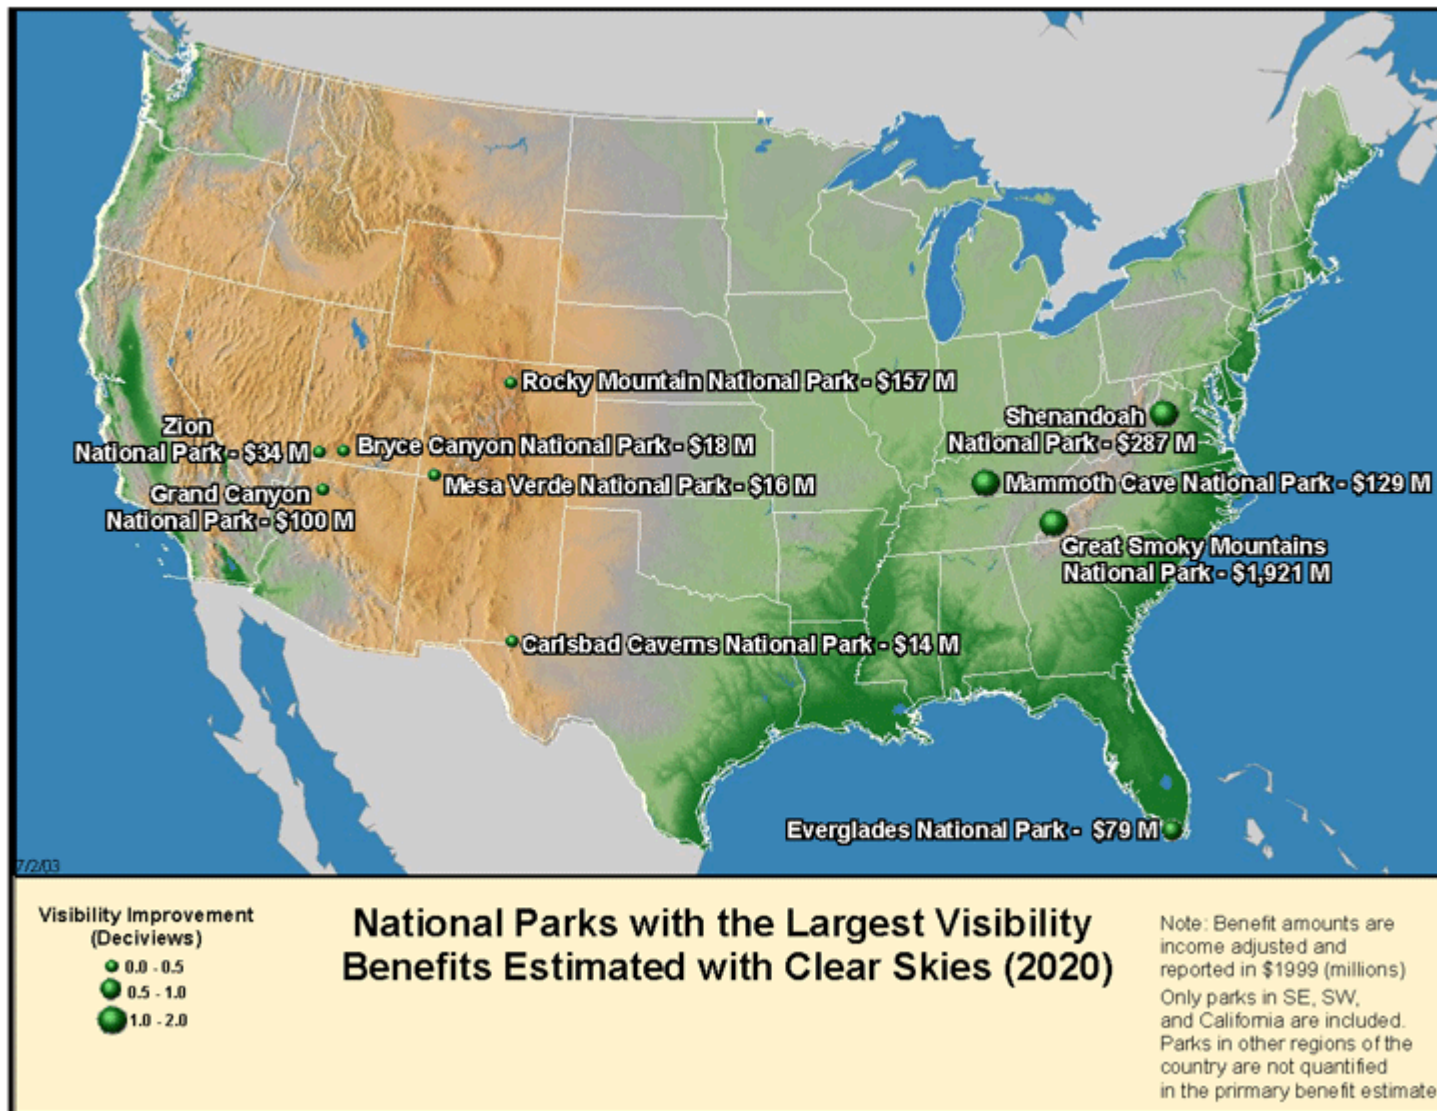 Rocky Mountain National Park - $157 M
Zion
National Park - $34 M
Bryce Canyon National Park - $18 M
Mesa Verde National Park - $16 M
Grand Canyon
National Park - $100 M
Shenandoah
National Park - $287 M
Mammoth Cave National Park - $129 M
Great Smoky Mountains
National Park - $1,921 M
Carlsbad Caverns National Park - $14 M
Everglades National Park - $79 M
7/2/03
Visibility Improvement
(Deciviews)
0.0 - 0.5
0.5 - 1.0
1.0 - 2.0
National Parks with the Largest Visibility
Benefits Estimated with Clear Skies (2020)
Note: Benefit amounts are
income adjusted and
reported in $1999 (millions)
Only parks in SE, SW,
and California are included.
Parks in other regions of the
country are not quantified
in the prirmary benefit estimate